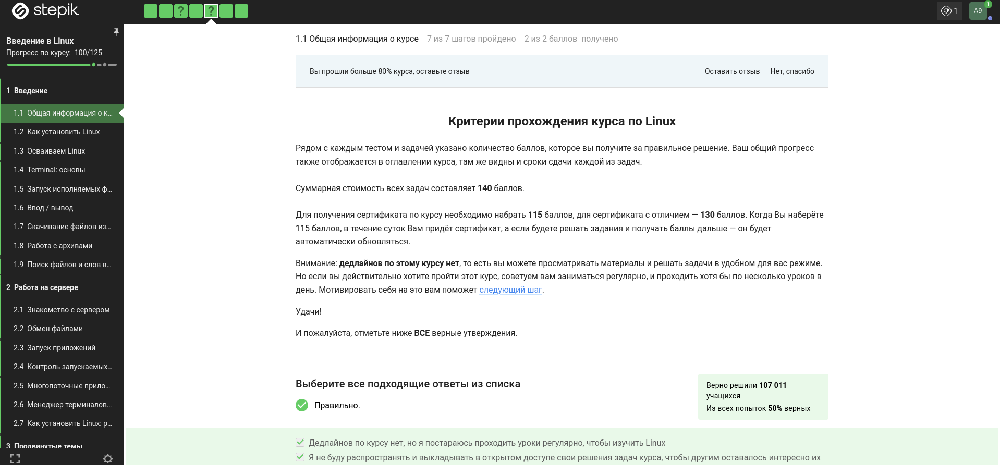 stepik
?
?
1
A9
1
Введение в Linux
Прогресс по курсу: 100/125
1 Введение
1.1 Общая информация о к...
1.2 Как установить Linux
1.3 Осваиваем Linux
1.4 Terminal: основы
1.5 Запуск исполняемых ф...
1.6 Ввод / вывод
1.7 Скачивание файлов из...
1.8 Работа с архивами
1.9 Поиск файлов и слов в...
2 Работа на сервере
2.1 Знакомство с сервером
2.2 Обмен файлами
2.3 Запуск приложений
2.4 Контроль запускаемых...
2.5 Многопоточные прило...
2.6 Менеджер терминалов...
2.7 Как установить Linux: р...
3 Продвинутые темы
1.1 Общая информация о курсе 7 из 7 шагов пройдено 2 из 2 баллов получено
Вы прошли больше 80% курса, оставьте отзыв Оставить отзыв Нет, спасибо
Критерии прохождения курса по Linux
Рядом с каждым тестом и задачей указано количество баллов, которое вы получите за правильное решение. Ваш общий прогресс
также отображается в оглавлении курса, там же видны и сроки сдачи каждой из задач.
Суммарная стоимость всех задач составляет 140 баллов.
Для получения сертификата по курсу необходимо набрать 115 баллов, для сертификата с отличием — 130 баллов. Когда Вы наберёте
115 баллов, в течение суток Вам придёт сертификат, а если будете решать задания и получать баллы дальше — он будет
автоматически обновляться.
Внимание: дедлайнов по этому курсу нет, то есть вы можете просматривать материалы и решать задачи в удобном для вас режиме.
Но если вы действительно хотите пройти этот курс, советуем вам заниматься регулярно, и проходить хотя бы по несколько уроков в
день. Мотивировать себя на это вам поможет следующий шаг.
Удачи!
И пожалуйста, отметьте ниже ВСЕ верные утверждения.
Выберите все подходящие ответы из списка
Правильно.
Верно решили 107 011
учащихся
Из всех попыток 50% верных
Дедлайнов по курсу нет, но я постараюсь проходить уроки регулярно, чтобы изучить Linux
Я не буду распространять и выкладывать в открытом доступе свои решения задач курса, чтобы другим оставалось интересно их